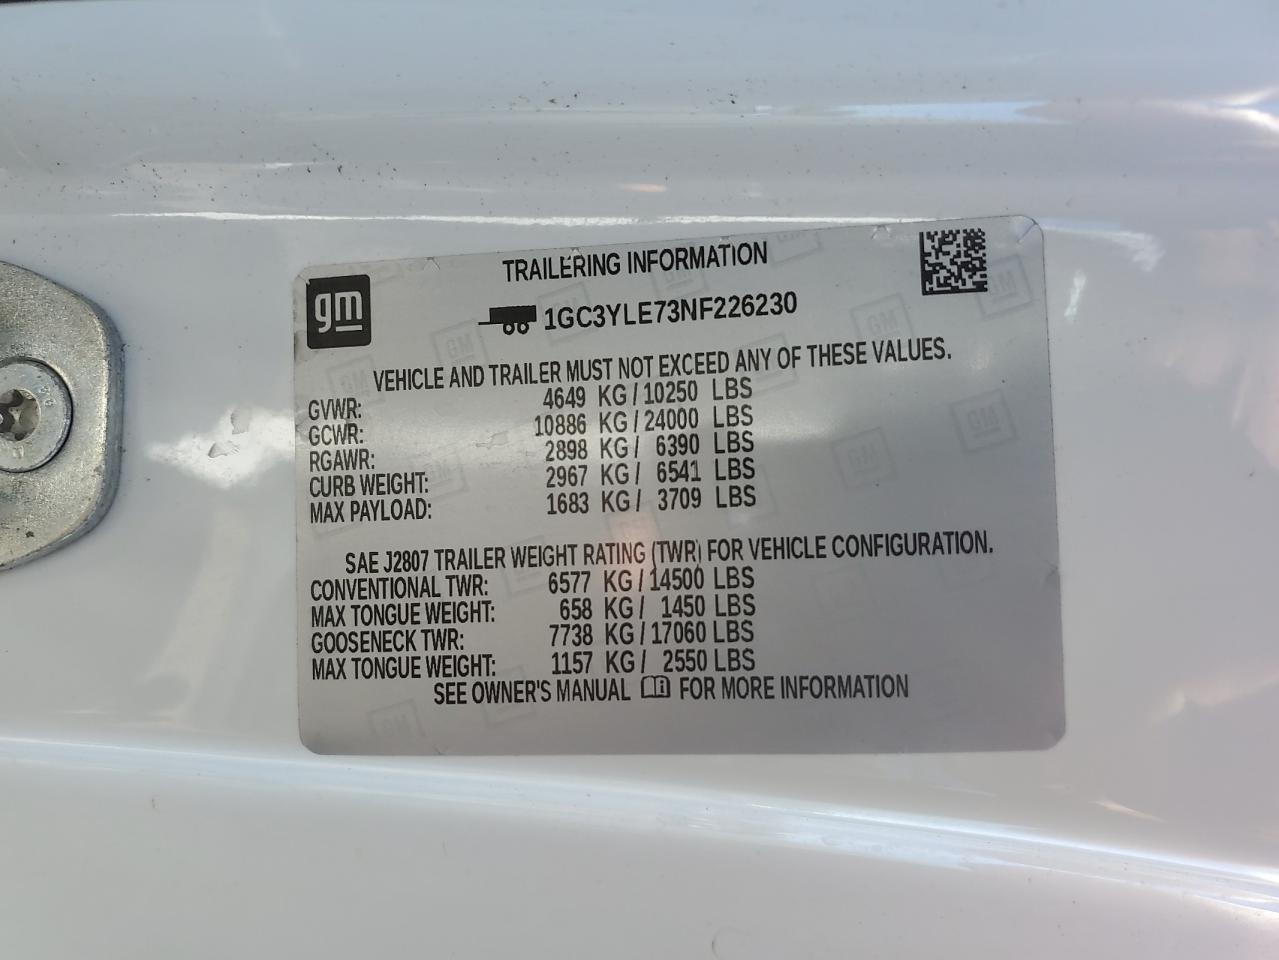 gm
TRAILERING INFORMATION
1GC3YLE73NF226230
VEHICLE AND TRAILER MUST NOT EXCEED ANY OF THESE VALUES.
GVWR: 4649 KG/10250 LBS
GCWR: 10886 KG/24000 LBS
RGAWR: 2898 KG/ 6390 LBS
CURB WEIGHT: 2967 KG/ 6541 LBS
MAX PAYLOAD: 1683 KG/ 3709 LBS
SAE J2807 TRAILER WEIGHT RATING (TWR) FOR VEHICLE CONFIGURATION.
CONVENTIONAL TWR: 6577 KG/14500 LBS
MAX TONGUE WEIGHT: 658 KG/ 1450 LBS
GOOSENECK TWR: 7738 KG/17060 LBS
MAX TONGUE WEIGHT: 1157 KG/ 2550 LBS
SEE OWNER'S MANUAL FOR MORE INFORMATION